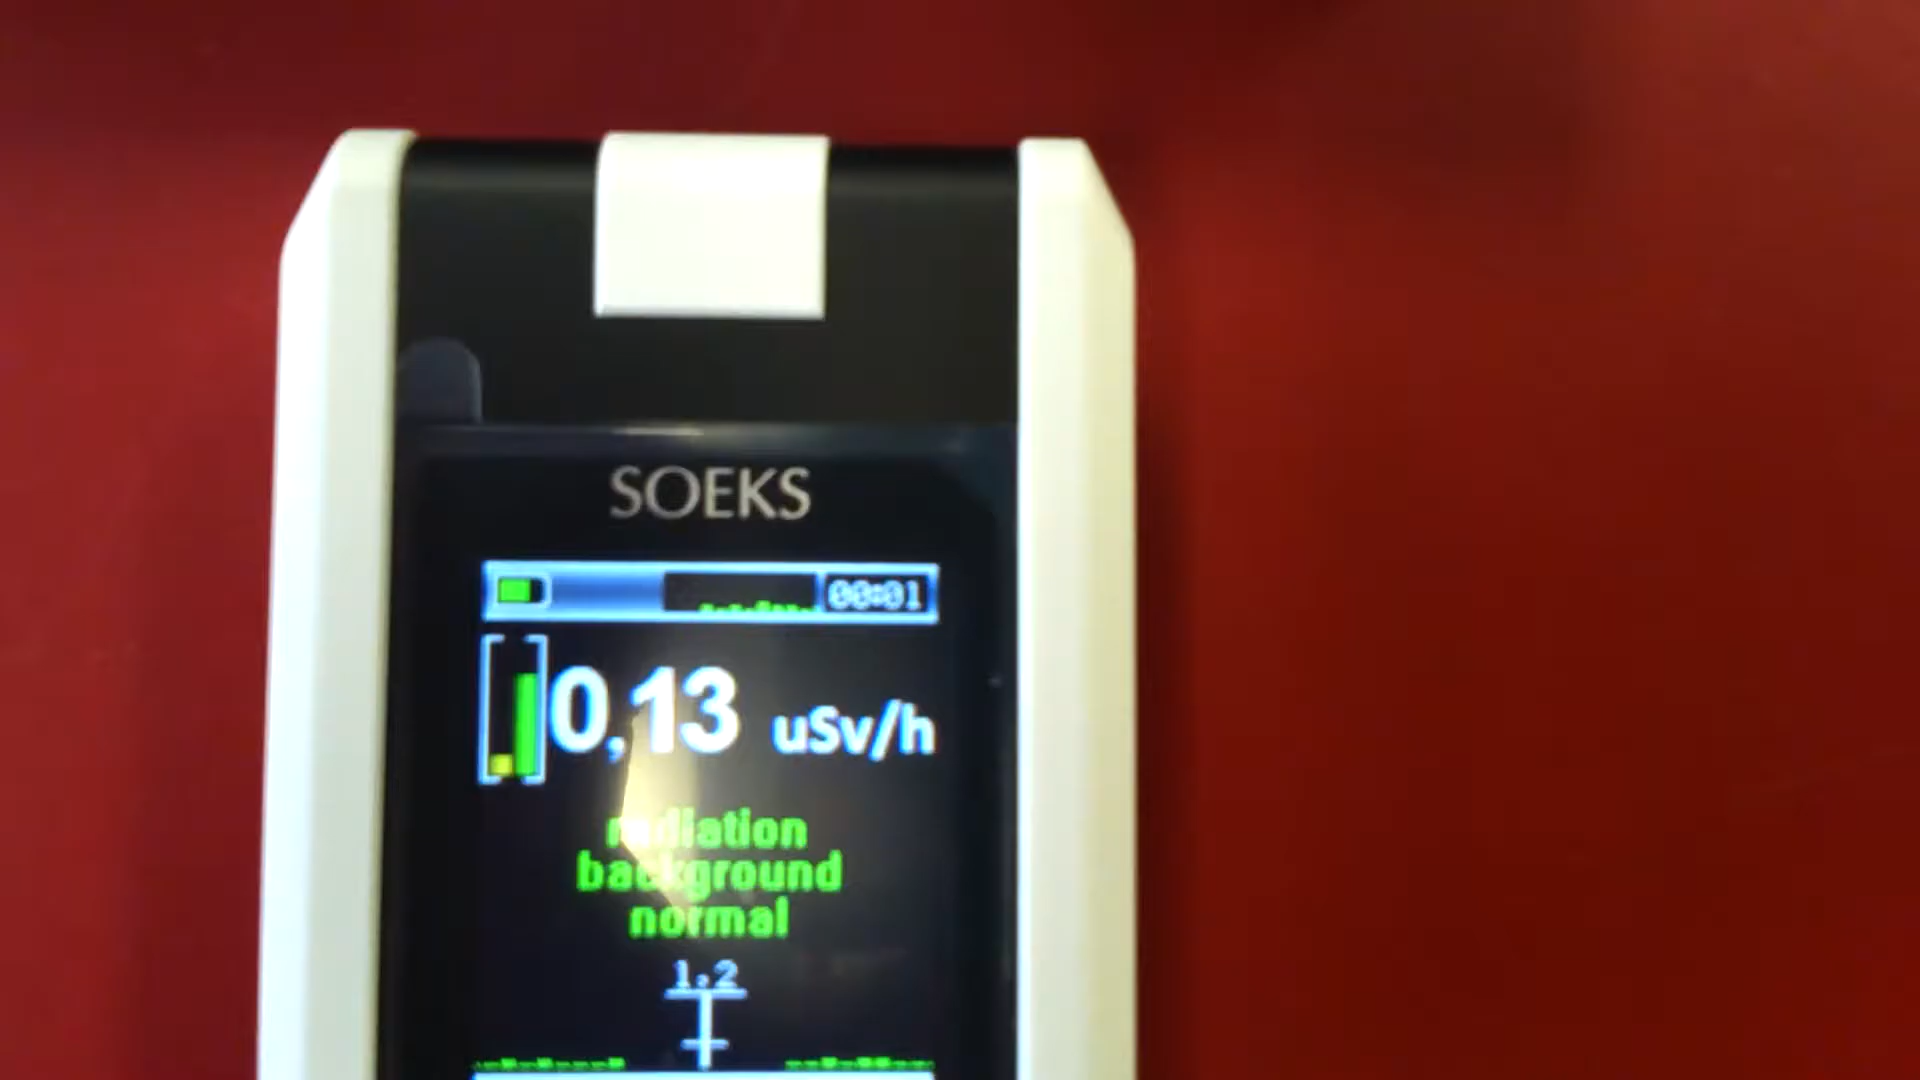 SOEKS
00:01
0,13 uSv/h
radiation
background
normal
1.2